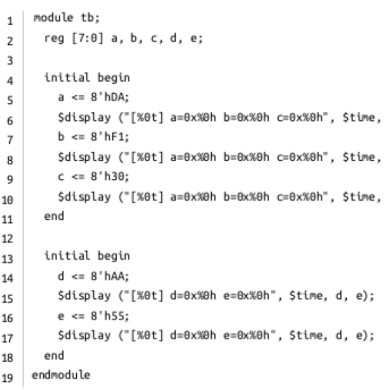 1 module tb;
2 reg [7:0] a, b, c, d, e;
3
4 initial begin
5 a <= 8'hDA;
6 $display ("[%0t] a=0x%0h b=0x%0h c=0x%0h", $time,
7 b <= 8'hF1;
8 $display ("[%0t] a=0x%0h b=0x%0h c=0x%0h", $time,
9 c <= 8'h30;
10 $display ("[%0t] a=0x%0h b=0x%0h c=0x%0h", $time,
11 end
12
13 initial begin
14 d <= 8'hAA;
15 $display ("[%0t] d=0x%0h e=0x%0h", $time, d, e);
16 e <= 8'h55;
17 $display ("[%0t] d=0x%0h e=0x%0h", $time, d, e);
18 end
19 endmodule